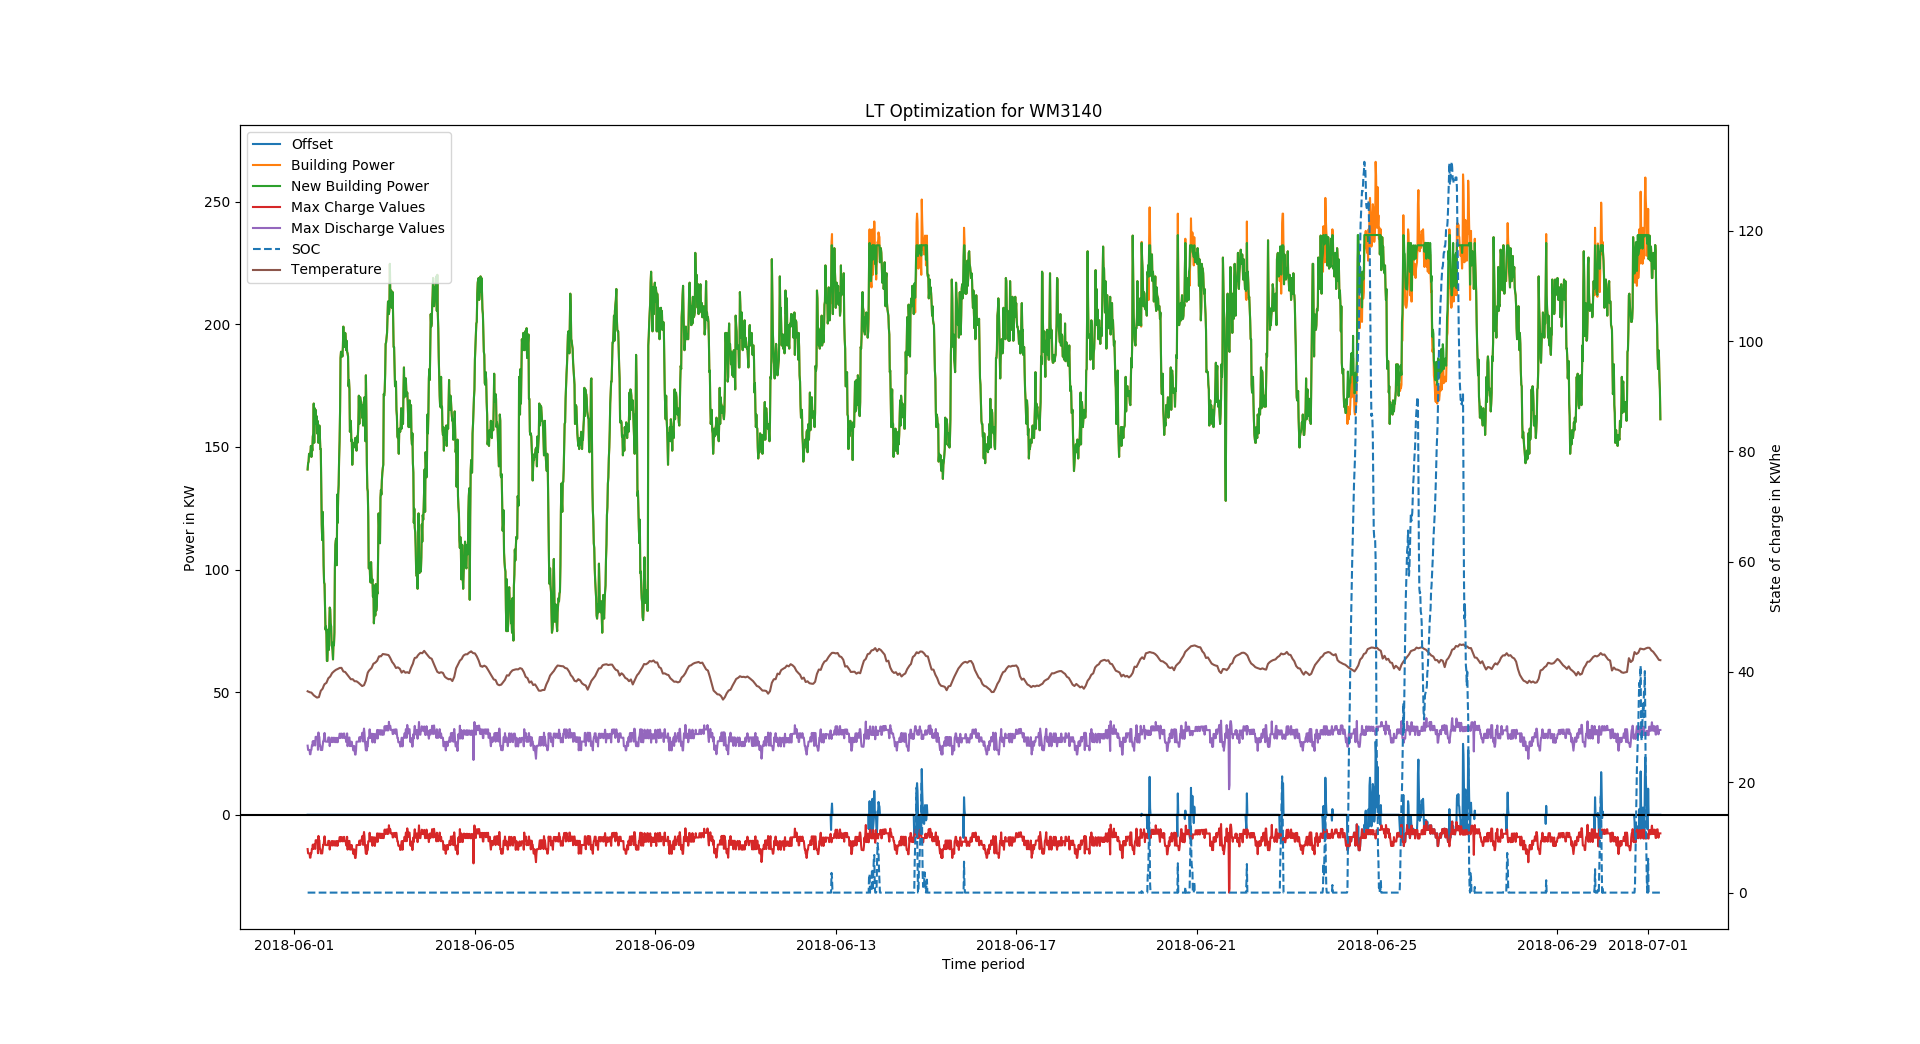 LT Optimization for WM3140
Offset
Building Power
New Building Power
Max Charge Values
Max Discharge Values
SOC
Temperature
250
200
150
100
50
0
Power in KW
120
100
80
60
40
20
0
State of charge in KWhe
2018-06-01 2018-06-05 2018-06-09 2018-06-13 2018-06-17 2018-06-21 2018-06-25 2018-06-29 2018-07-01
Time period